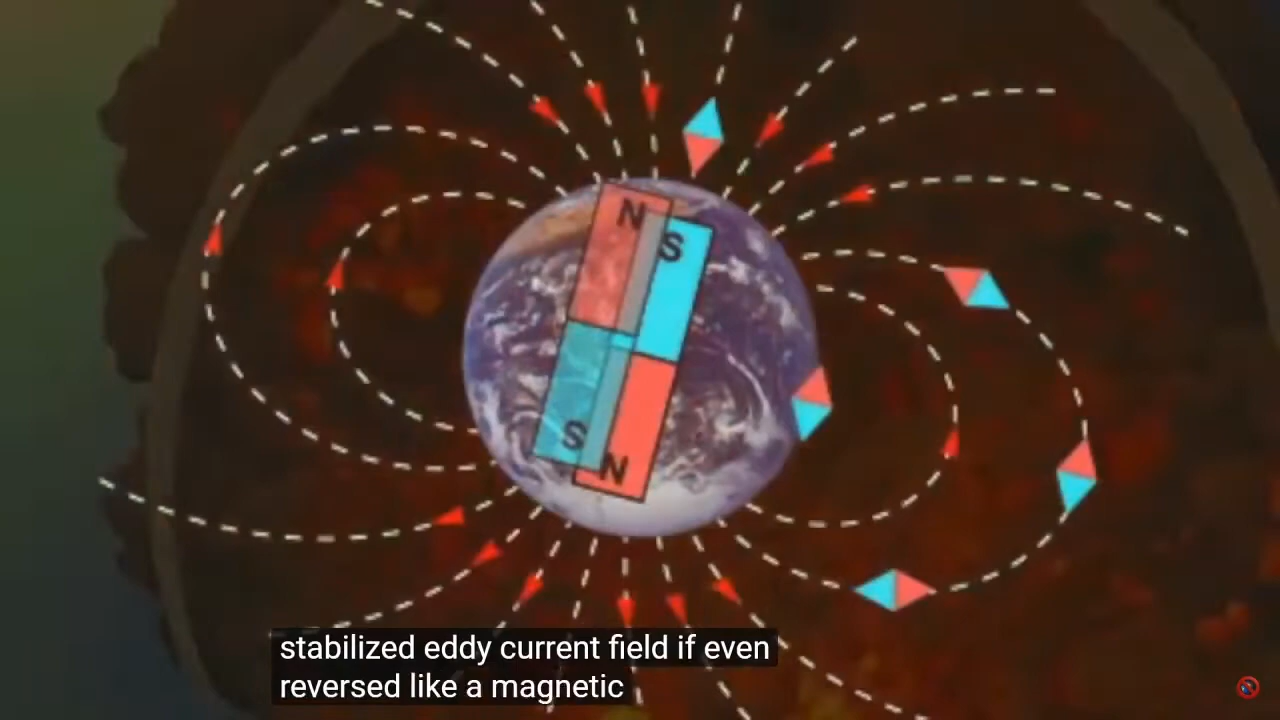 N
S
S
N
stabilized eddy current field if even
reversed like a magnetic